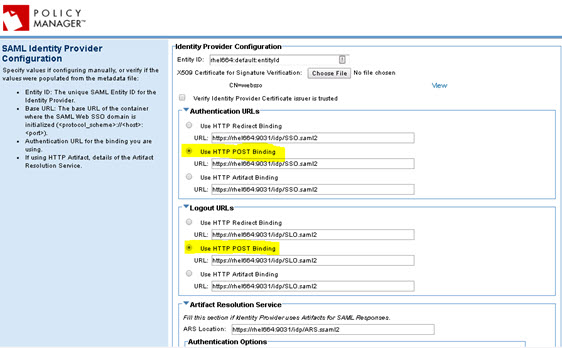 POLICY
MANAGER™
SAML Identity Provider
Configuration
Specify values if configuring manually, or verify if the
values were populated from the metadata file:
• Entity ID: The unique SAML Entity ID for the
Identity Provider.
• Base URL: The base URL of the container
where the SAML Web SSO domain is
initialized (<protocol_scheme>://<host>:
<port>).
• Authentication URL for the binding you are
using.
• If using HTTP Artifact, details of the Artifact
Resolution Service.
Identity Provider Configuration
Entity ID: rhel664:default:entityId
X509 Certificate for Signature Verification: Choose File No file chosen
CN=websso View
Verify Identity Provider Certificate issuer is trusted
Authentication URLs
Use HTTP Redirect Binding
URL: https://rhel664:9031/idp/SSO.saml2
Use HTTP POST Binding
URL: https://rhel664:9031/idp/SSO.saml2
Use HTTP Artifact Binding
URL: https://rhel664:9031/idp/SSO.saml2
Logout URLs
Use HTTP Redirect Binding
URL: https://rhel664:9031/idp/SLO.saml2
Use HTTP POST Binding
URL: https://rhel664:9031/idp/SLO.saml2
Use HTTP Artifact Binding
URL: https://rhel664:9031/idp/SLO.saml2
Artifact Resolution Service
Fill this section if Identity Provider uses Artifacts for SAML Responses.
ARS Location: https://rhel664:9031/idp/ARS.ssaml2
Authentication Options